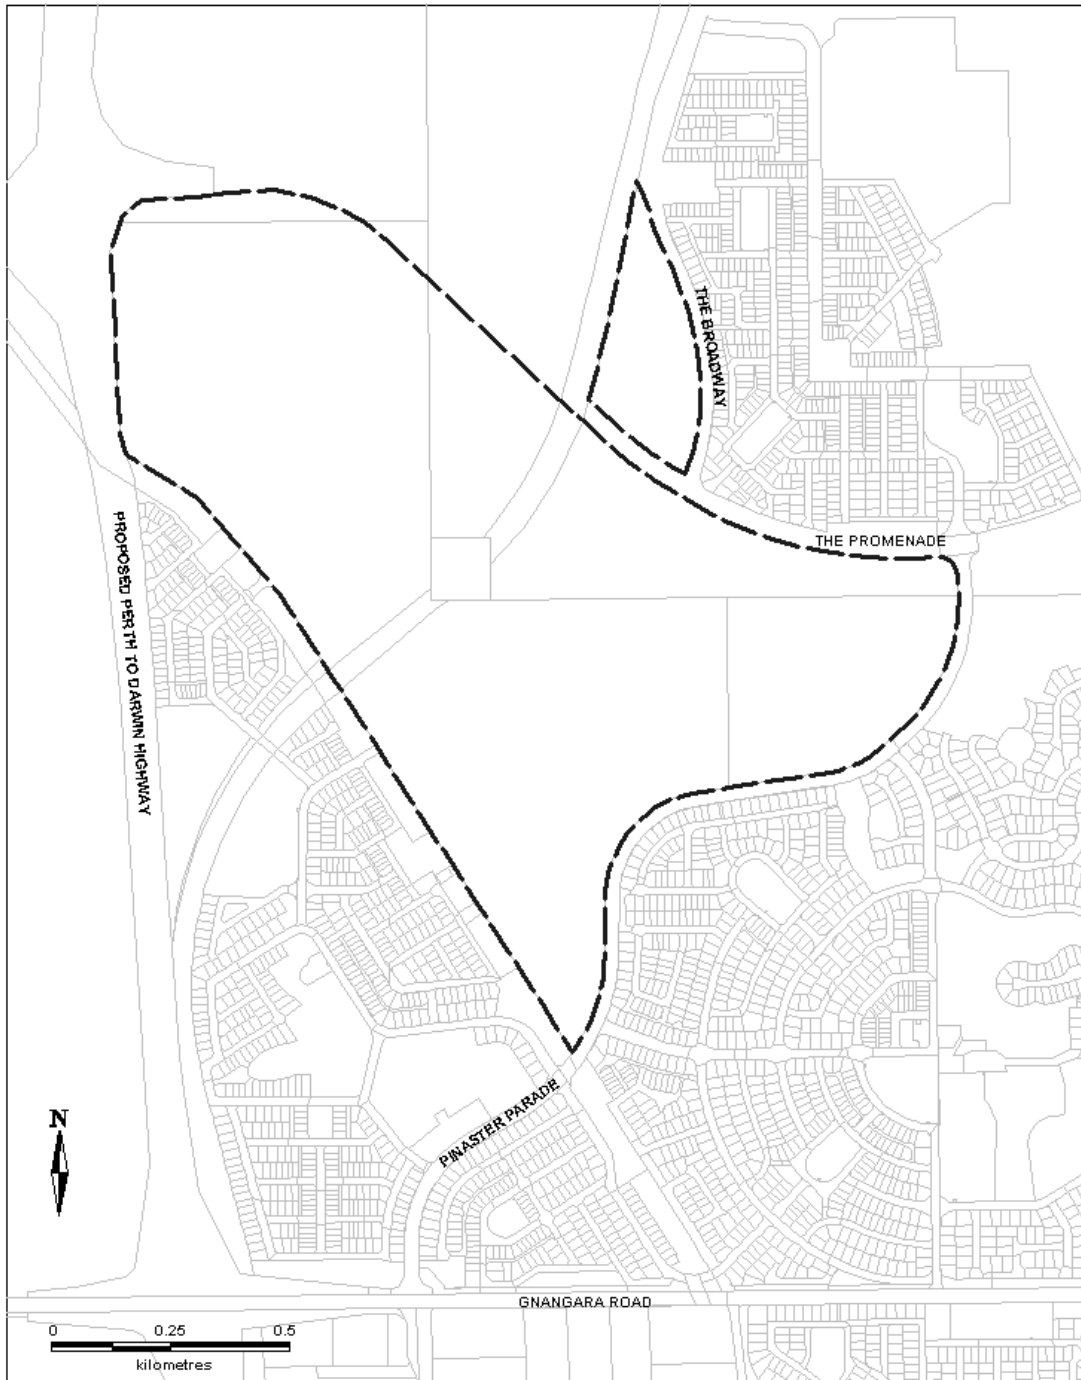 THE BROADWAY
THE PROMENADE
PROPOSED PERTH TO DARWIN HIGHWAY
PINASTER PARADE
N
GNANGARA ROAD
0 0.25 0.5
kilometres